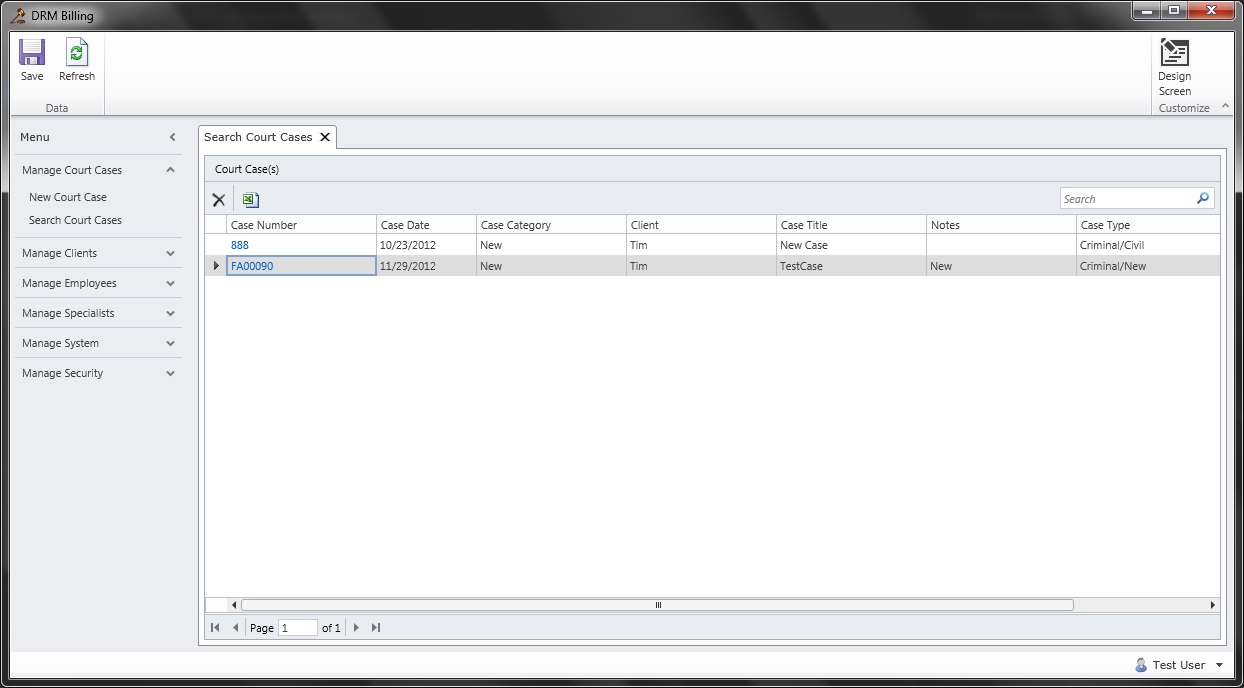 DRM Billing
Save
Refresh
Data
Design
Screen
Customize
Menu
Manage Court Cases
New Court Case
Search Court Cases
Manage Clients
Manage Employees
Manage Specialists
Manage System
Manage Security
Search Court Cases
Court Case(s)
Search
Case Number Case Date Case Category Client Case Title Notes Case Type
888 10/23/2012 New Tim New Case Criminal/Civil
FA00090 11/29/2012 New Tim TestCase New Criminal/New
Page 1 of 1
Test User